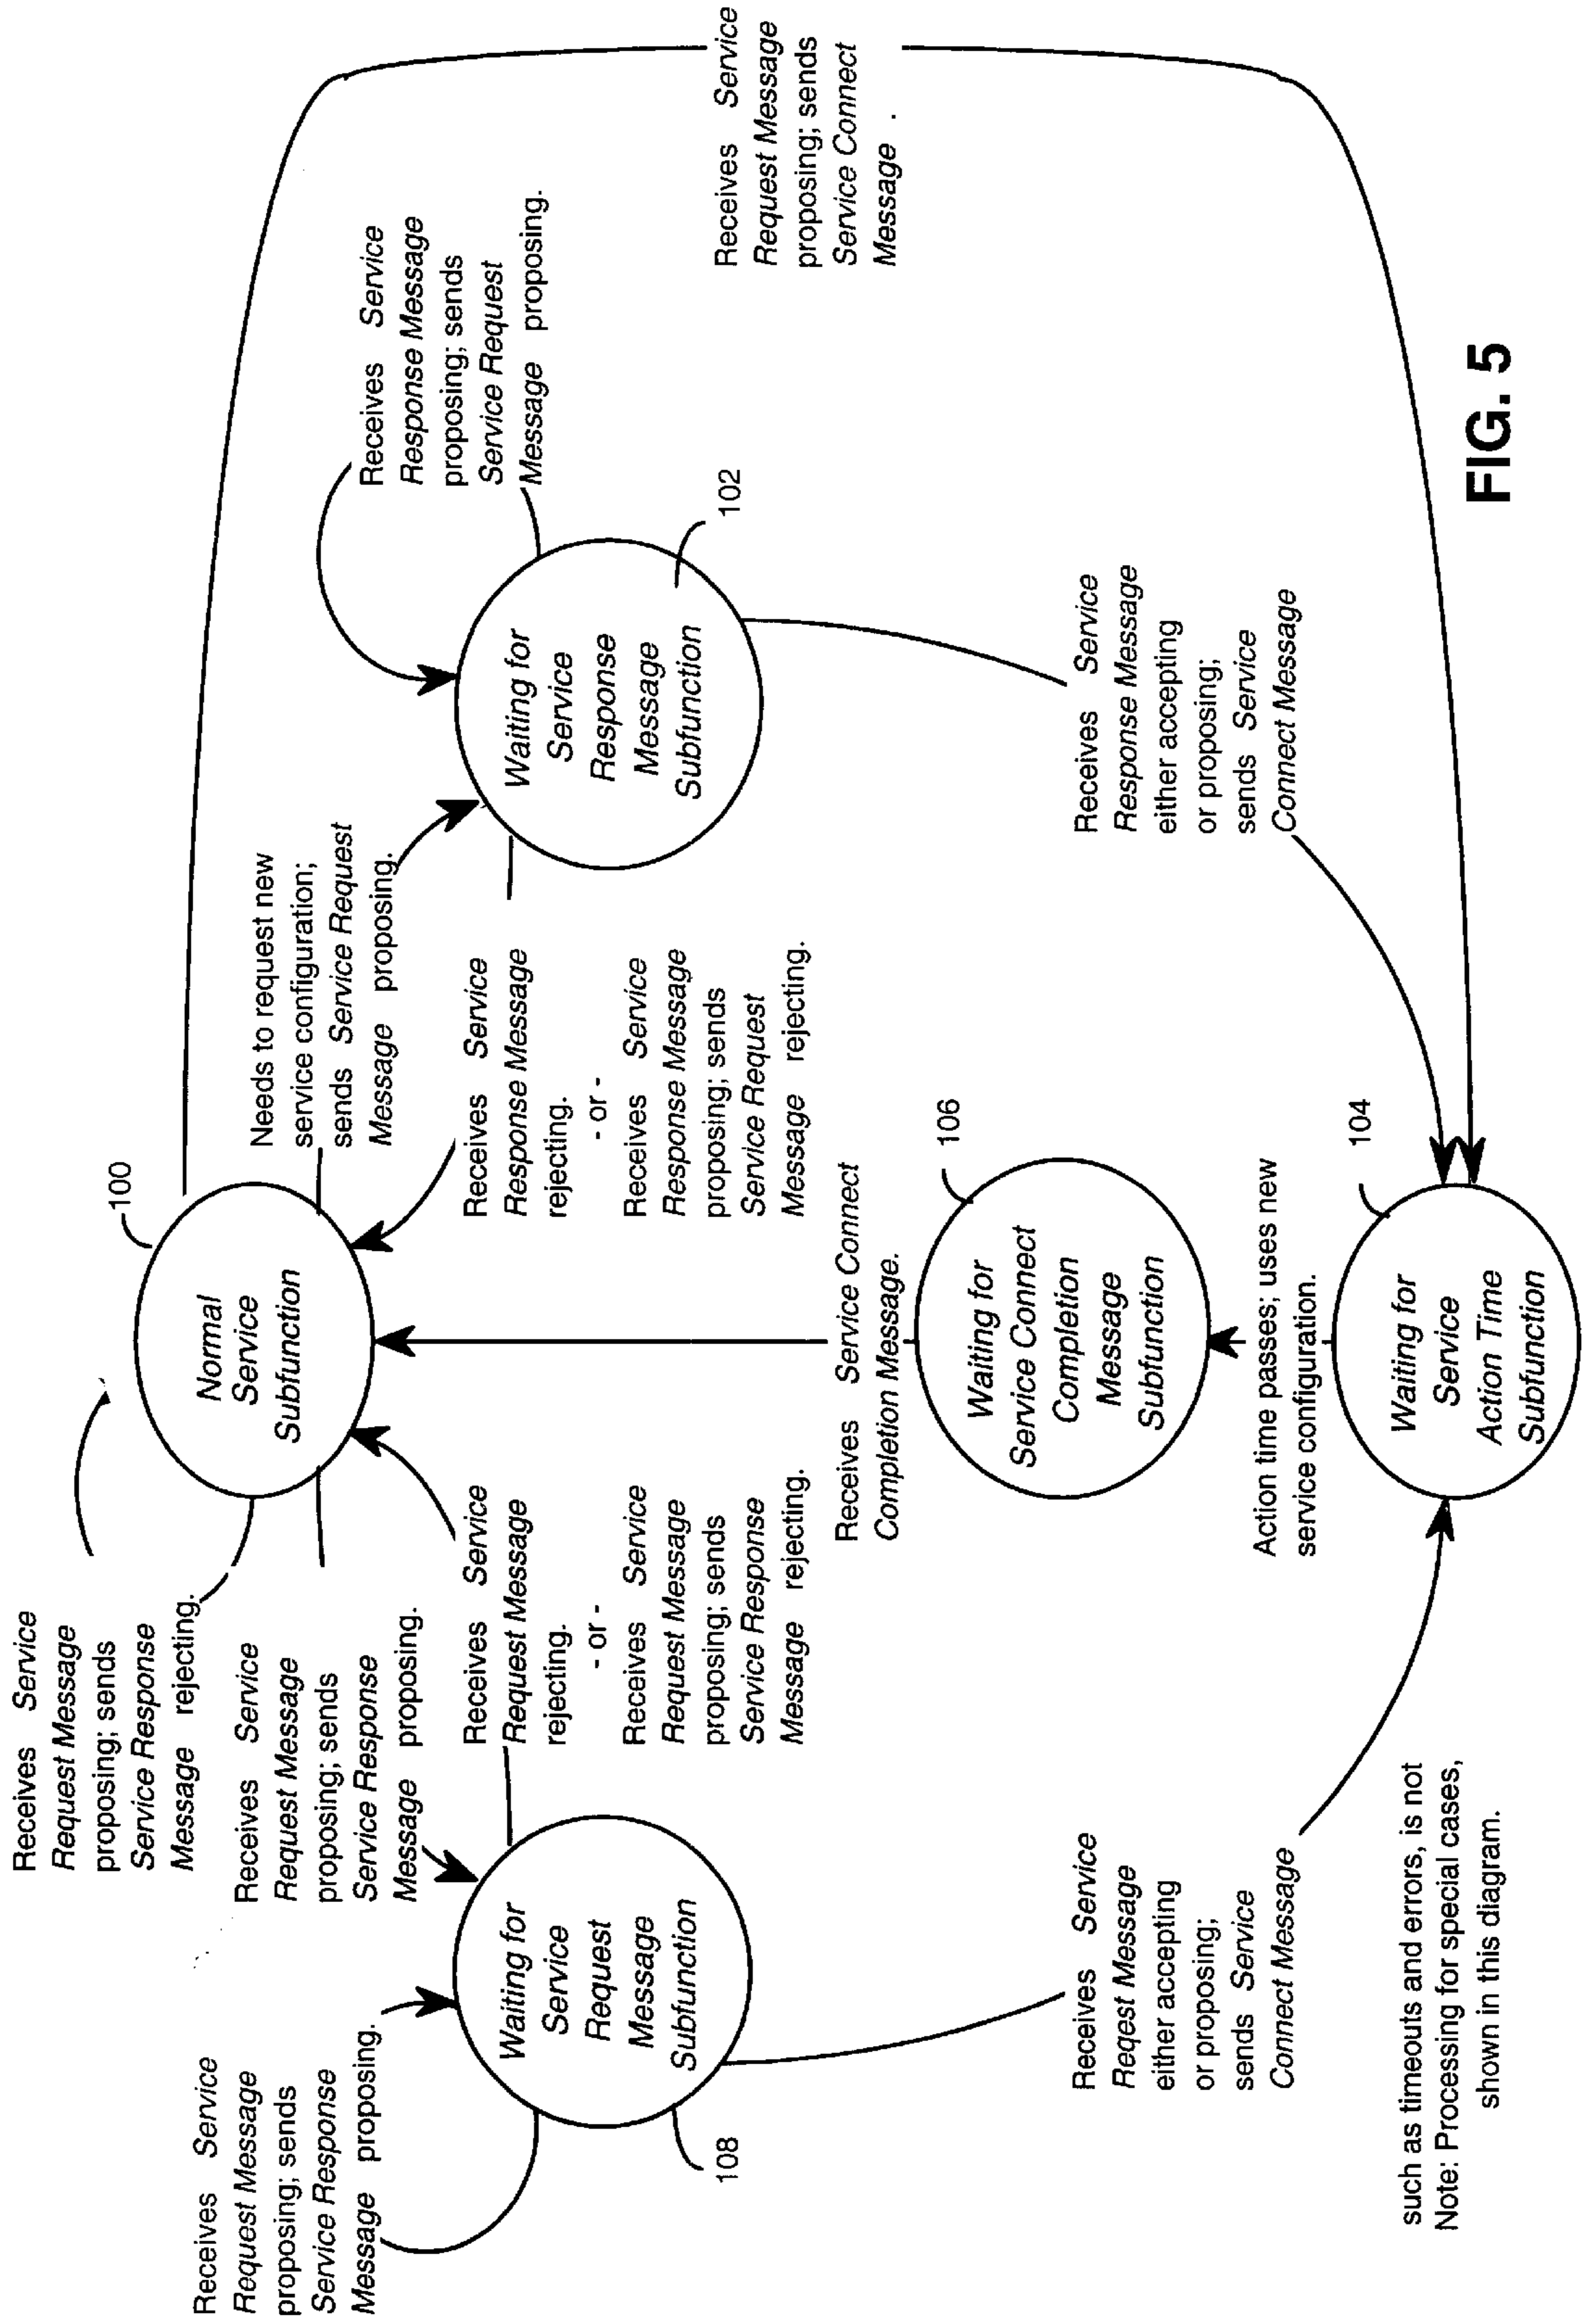 Receives Service
Request Message
proposing; sends
Service Response
Message rejecting.
100
Normal
Service
Subfunction
Receives Service
Request Message
proposing; sends
Service Response
Message proposing.
Needs to request new
service configuration;
sends Service Request
Message proposing.
Receives Service
Request Message
proposing; sends
Service Response
Message proposing.
Receives Service
Response Message
proposing; sends
Service Request
Message proposing.
Waiting for
Service
Request
Message
Subfunction
108
Receives Service
Request Message
rejecting.
- or -
Receives Service
Request Message
proposing; sends
Service Response
Message rejecting.
Receives Service
Response Message
rejecting.
- or -
Receives Service
Response Message
proposing; sends
Service Request
Message rejecting.
Waiting for
Service
Response
Message
Subfunction
102
Receives Service
Request Message
proposing; sends
Service Connect
Message .
Receives Service Connect
Completion Message.
106
Waiting for
Service Connect
Completion
Message
Subfunction
Receives Service
Reqest Message
either accepting
or proposing;
sends Service
Connect Message
Receives Service
Response Message
either accepting
or proposing;
sends Service
Connect Message
Action time passes; uses new
service configuration.
104
Waiting for
Service
Action Time
Subfunction
such as timeouts and errors, is not
Note: Processing for special cases,
shown in this diagram.
FIG. 5